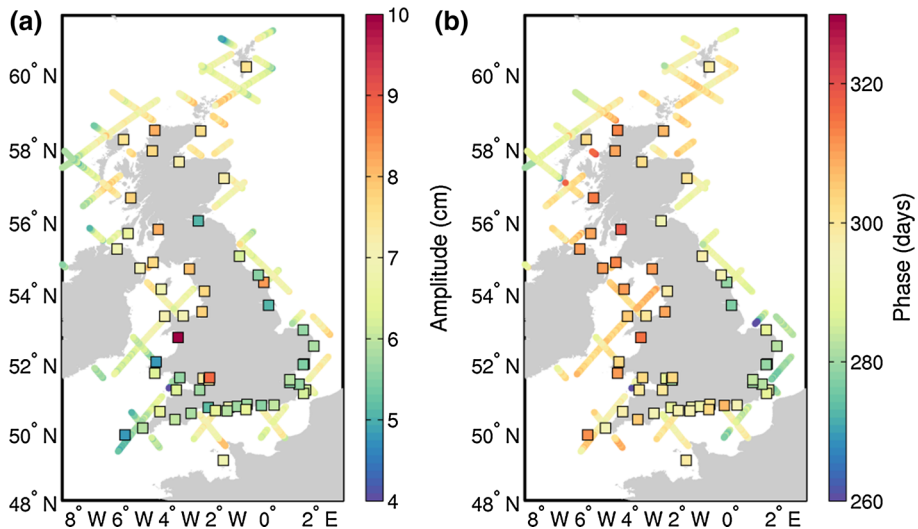 (a)
60° N
58° N
56° N
54° N
52° N
50° N
48° N
8° W 6° W 4° W 2° W 0° 2° E
10
9
8
7
6
5
4
Amplitude (cm)
(b)
60° N
58° N
56° N
54° N
52° N
50° N
48° N
8° W 6° W 4° W 2° W 0° 2° E
320
300
280
260
Phase (days)